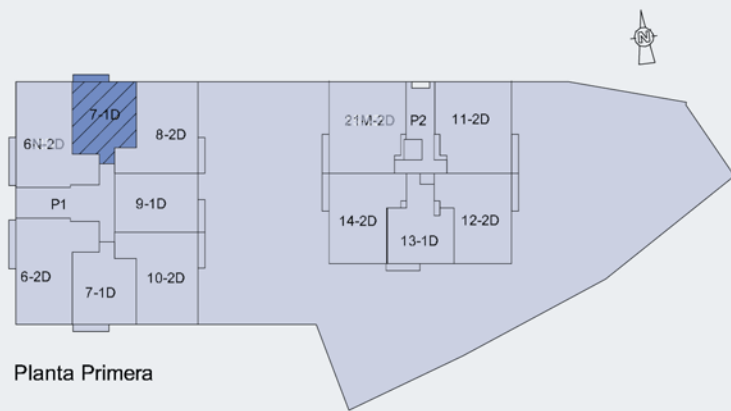 N
7-1D
21M-2D
P2
11-2D
6N-2D
8-2D
P1
9-1D
14-2D
12-2D
13-1D
6-2D
7-1D
10-2D
Planta Primera